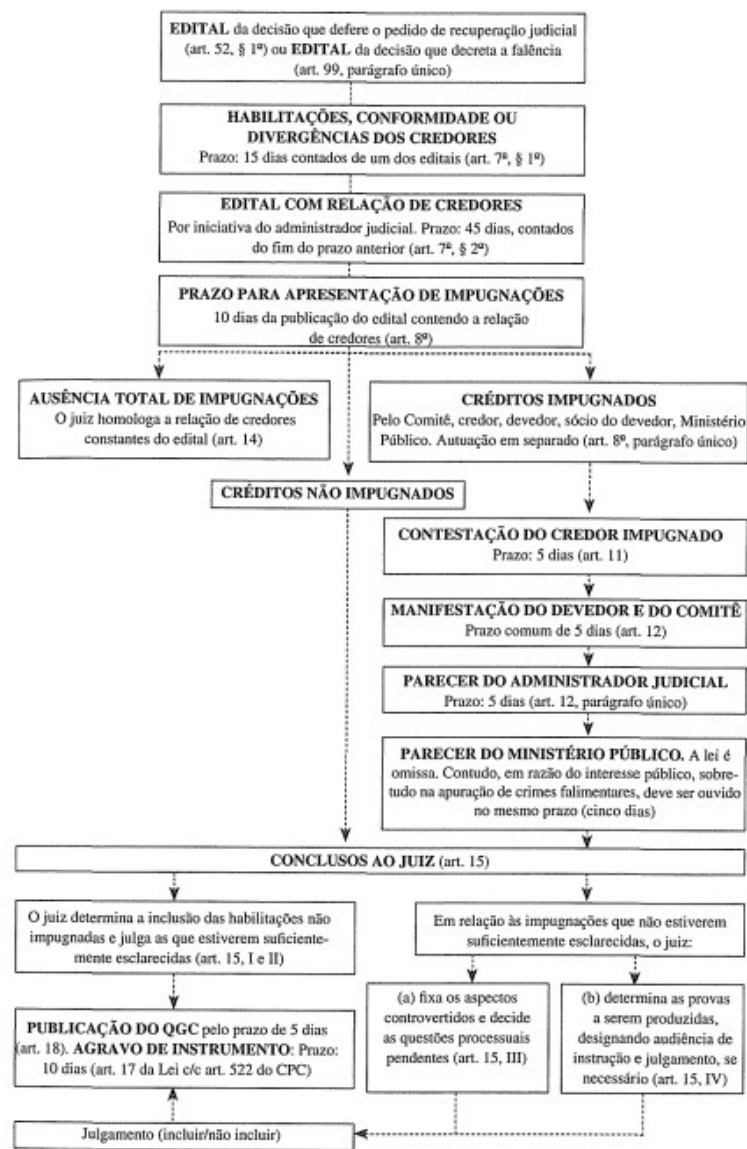 EDITAL da decisão que defere o pedido de recuperação judicial
(art. 52, § 1º) ou EDITAL da decisão que decreta a falência
(art. 99, parágrafo único)
HABILITAÇÕES, CONFORMIDADE OU
DIVERGÊNCIAS DOS CREDORES
Prazo: 15 dias contados de um dos editais (art. 7º, § 1º)
EDITAL COM RELAÇÃO DE CREDORES
Por iniciativa do administrador judicial. Prazo: 45 dias, contados
do fim do prazo anterior (art. 7º, § 2º)
PRAZO PARA APRESENTAÇÃO DE IMPUGNAÇÕES
10 dias da publicação do edital contendo a relação
de credores (art. 8º)
AUSÊNCIA TOTAL DE IMPUGNAÇÕES
O juiz homologa a relação de credores
constantes do edital (art. 14)
CRÉDITOS IMPUGNADOS
Pelo Comitê, credor, devedor, sócio do devedor, Ministério
Público. Autuação em separado (art. 8º, parágrafo único)
CRÉDITOS NÃO IMPUGNADOS
CONTESTAÇÃO DO CREDOR IMPUGNADO
Prazo: 5 dias (art. 11)
MANIFESTAÇÃO DO DEVEDOR E DO COMITÊ
Prazo comum de 5 dias (art. 12)
PARECER DO ADMINISTRADOR JUDICIAL
Prazo: 5 dias (art. 12, parágrafo único)
PARECER DO MINISTÉRIO PÚBLICO. A lei é
omissa. Contudo, em razão do interesse público, sobre-
tudo na apuração de crimes falimentares, deve ser ouvido
no mesmo prazo (cinco dias)
CONCLUSOS AO JUIZ (art. 15)
O juiz determina a inclusão das habilitações não
impugnadas e julga as que estiverem suficiente-
mente esclarecidas (art. 15, I e II)
Em relação às impugnações que não estiverem
suficientemente esclarecidas, o juiz:
PUBLICAÇÃO DO QGC pelo prazo de 5 dias
(art. 18). AGRAVO DE INSTRUMENTO: Prazo:
10 dias (art. 17 da Lei c/c art. 522 do CPC)
(a) fixa os aspectos
controvertidos e decide
as questões processuais
pendentes (art. 15, III)
(b) determina as provas
a serem produzidas,
designando audiência de
instrução e julgamento, se
necessário (art. 15, IV)
Julgamento (incluir/não incluir)